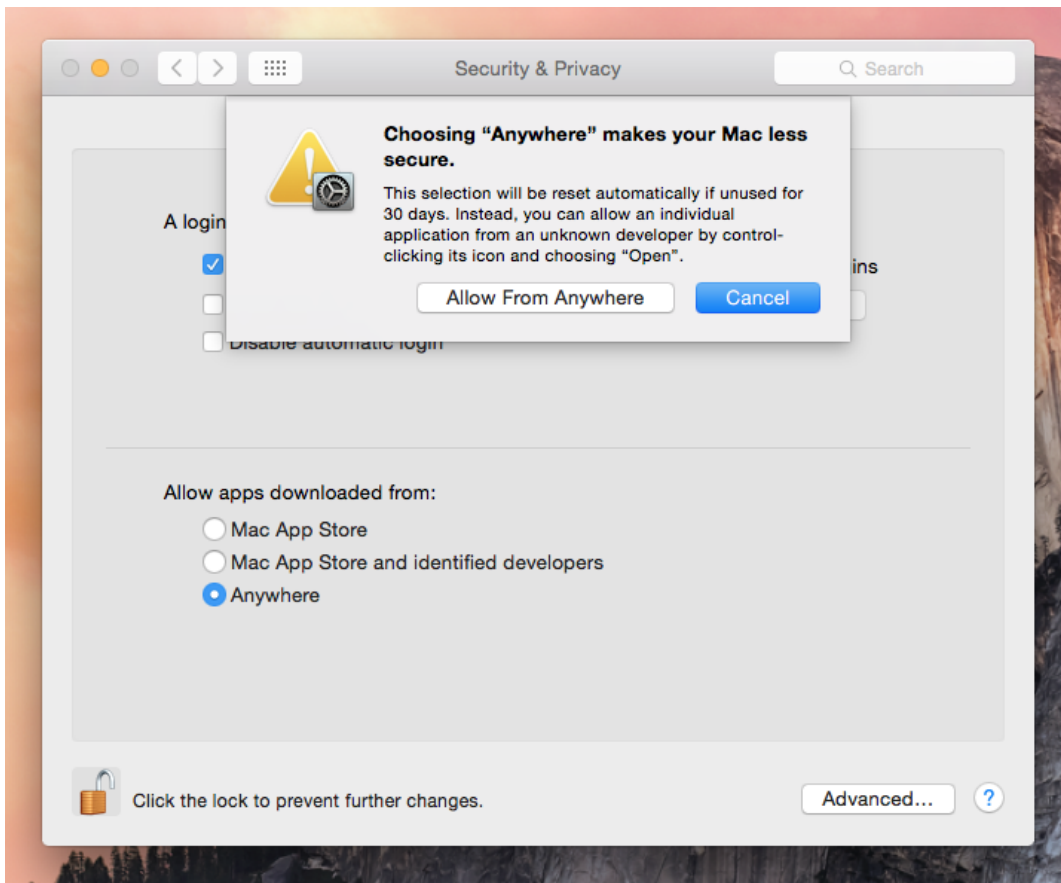 Security & Privacy
Search
Choosing “Anywhere” makes your Mac less
secure.
This selection will be reset automatically if unused for
30 days. Instead, you can allow an individual
application from an unknown developer by control-
clicking its icon and choosing “Open”.
Allow From Anywhere
Cancel
A login
Disable automatic login
Allow apps downloaded from:
Mac App Store
Mac App Store and identified developers
Anywhere
Click the lock to prevent further changes.
Advanced...
?